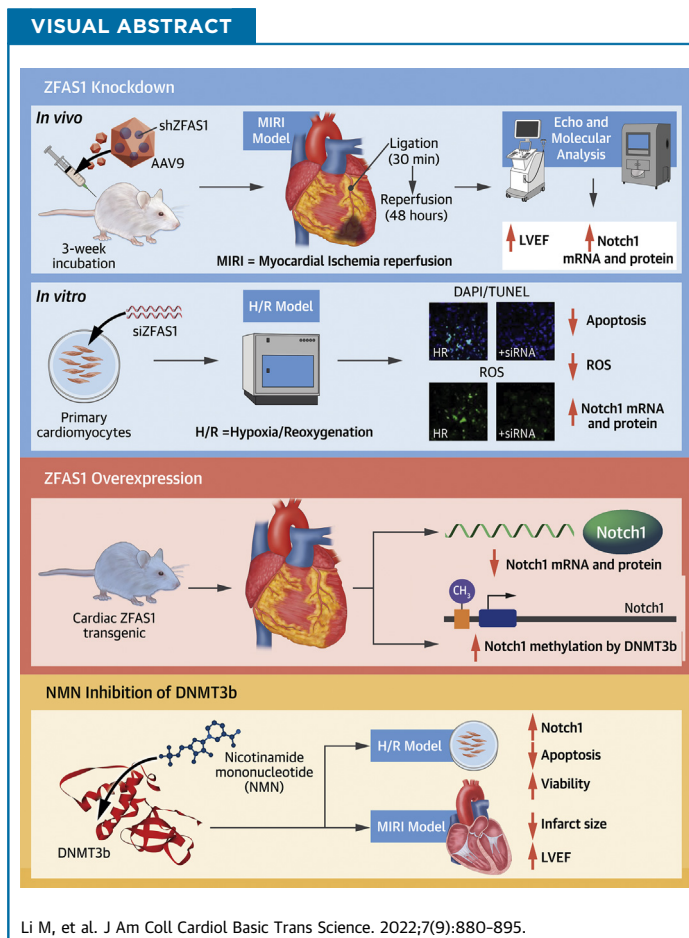 VISUAL ABSTRACT
ZFAS1 Knockdown
In vivo
shZFAS1
AAV9
3-week
incubation
MIRI
Model
Ligation
(30 min)
Reperfusion
(48 hours)
MIRI = Myocardial Ischemia reperfusion
Echo and
Molecular
Analysis
LVEF
Notch1
mRNA and protein
In vitro
siZFAS1
Primary
cardiomyocytes
H/R Model
H/R =Hypoxia/Reoxygenation
DAPI/TUNEL
HR
+siRNA
ROS
HR
+siRNA
Apoptosis
ROS
Notch1 mRNA
and protein
ZFAS1 Overexpression
Cardiac ZFAS1
transgenic
Notch1
Notch1 mRNA and protein
CH3
Notch1
Notch1 methylation by DNMT3b
NMN Inhibition of DNMT3b
Nicotinamide
mononucleotide
(NMN)
DNMT3b
H/R Model
MIRI Model
Notch1
Apoptosis
Viability
Infarct size
LVEF
Li M, et al. J Am Coll Cardiol Basic Trans Science. 2022;7(9):880-895.